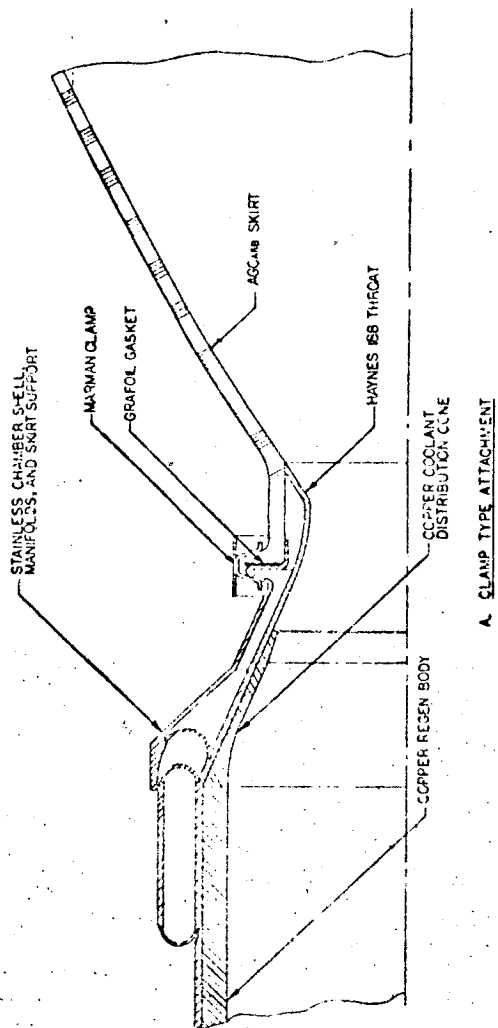 STAINLESS CHAMBER SHELL,
MANIFOLDS, AND SKIRT SUPPORT
MARMAN CLAMP
GRAFOIL GASKET
AGCARB SKIRT
HAYNES 188 THROAT
COPPER COOLANT
DISTRIBUTION CONE
COPPER REGEN BODY
A. CLAMP TYPE ATTACHMENT